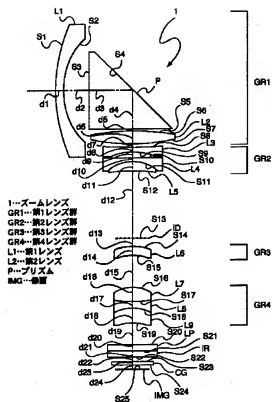 L1
S2
1
S1
S4
S3
P
GR1
d1
d2
d3
d4
S5
S6
L2
S7
S8
L3
d5
d6
d7
d8
d9
d10
d11
S9
S10
L4
S11
L5
S12
GR2
d12
S13
ID
S14
d13
d14
L6
S15
GR3
d15
d16
S16
L7
S17
d17
L8
S18
d18
L9
d19
S19
LP
GR4
S20
S21
d20
d21
IR
S22
d22
S23
d23
CG
d24
S24
S25
IMG
1…ズームレンズ
GR1…第1レンズ群
GR2…第2レンズ群
GR3…第3レンズ群
GR4…第4レンズ群
L1…第1レンズ
L2…第2レンズ
P…プリズム
IMG…像面